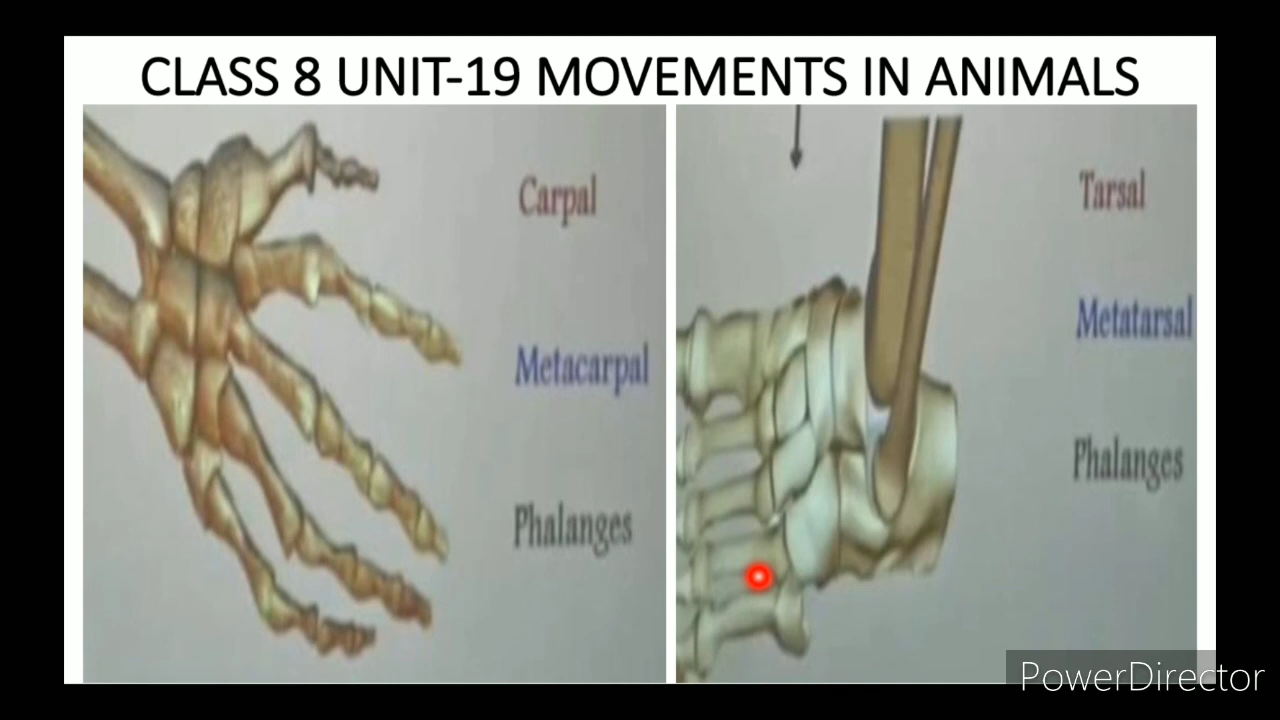 CLASS 8 UNIT-19 MOVEMENTS IN ANIMALS
Carpal
Metacarpal
Phalanges
Tarsal
Metatarsal
Phalanges
PowerDirector